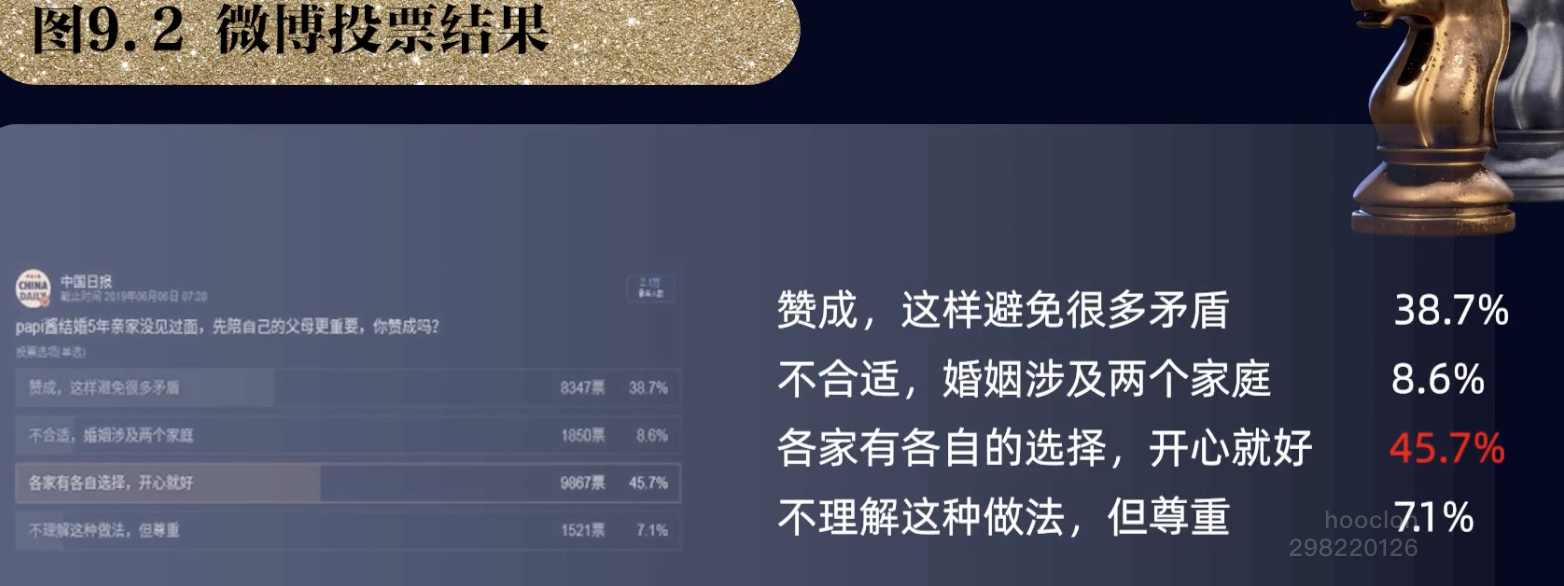 图9.2 微博投票结果
CHINA DAILY
中国日报
截止时间 2019年06月06日 07:20
2.1万
参与人数
papi酱结婚5年亲家没见过面，先陪自己的父母更重要，你赞成吗？
投票选项(单选)
赞成，这样避免很多矛盾 8347票 38.7%
不合适，婚姻涉及两个家庭 1850票 8.6%
各家有各自选择，开心就好 9867票 45.7%
不理解这种做法，但尊重 1521票 7.1%
赞成，这样避免很多矛盾 38.7%
不合适，婚姻涉及两个家庭 8.6%
各家有各自的选择，开心就好 45.7%
不理解这种做法，但尊重 7.1%
298220126